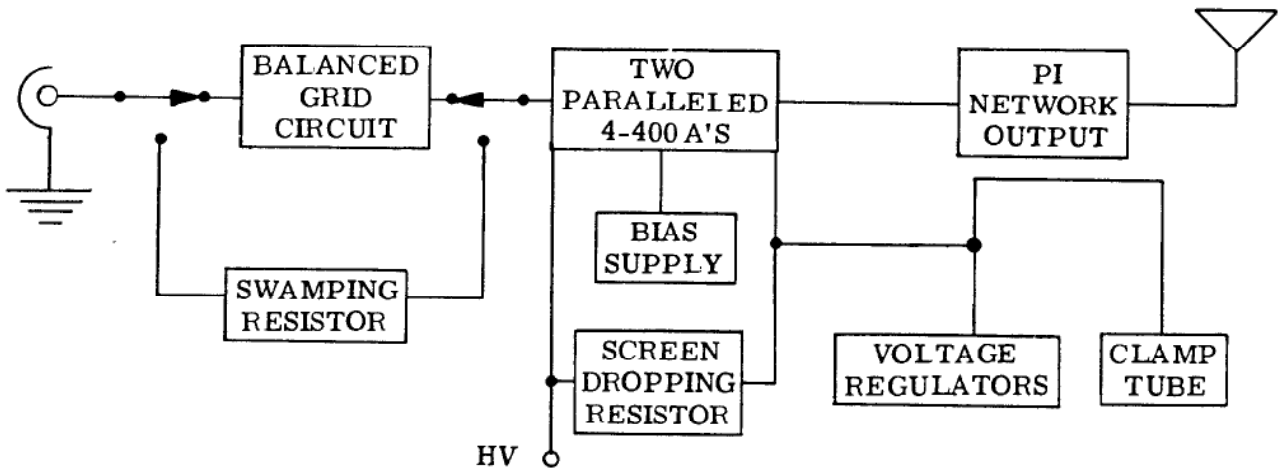 BALANCED
GRID
CIRCUIT
TWO
PARALLELED
4-400 A'S
PI
NETWORK
OUTPUT
BIAS
SUPPLY
SWAMPING
RESISTOR
SCREEN
DROPPING
RESISTOR
VOLTAGE
REGULATORS
CLAMP
TUBE
HV